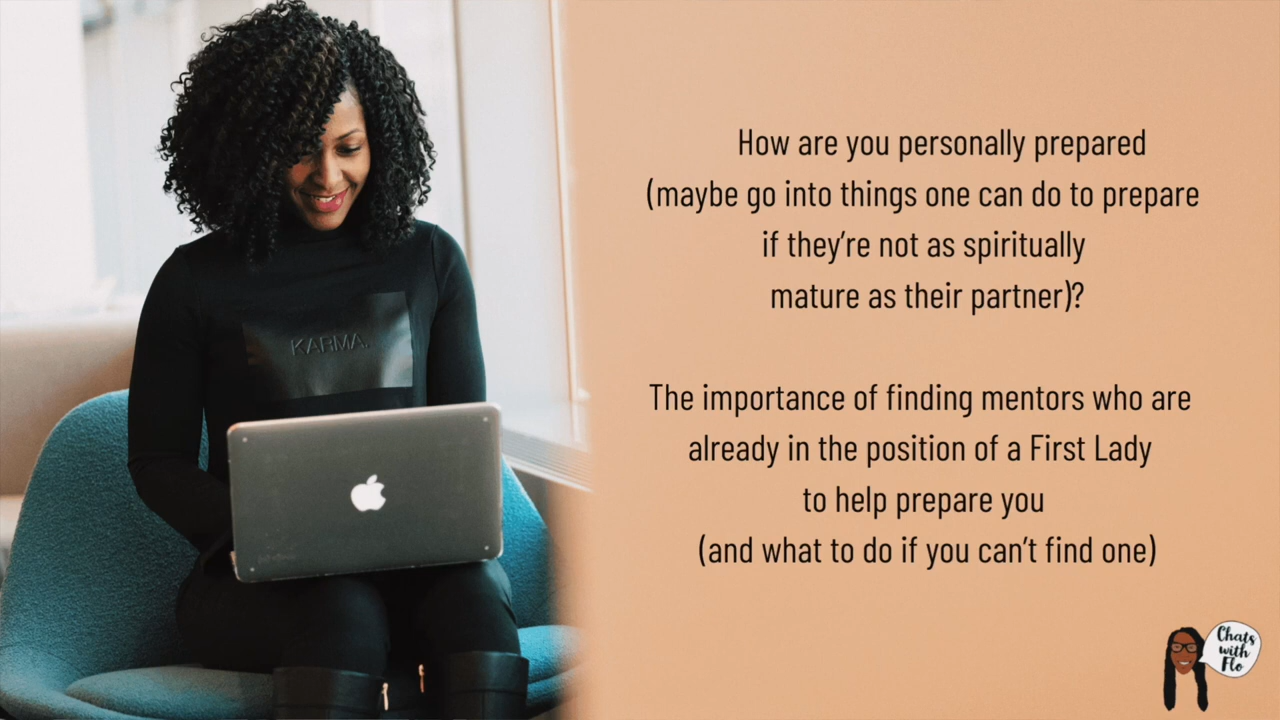 KARMA.
How are you personally prepared
(maybe go into things one can do to prepare
if they’re not as spiritually
mature as their partner)?
The importance of finding mentors who are
already in the position of a First Lady
to help prepare you
(and what to do if you can’t find one)
Chats
with
Flo